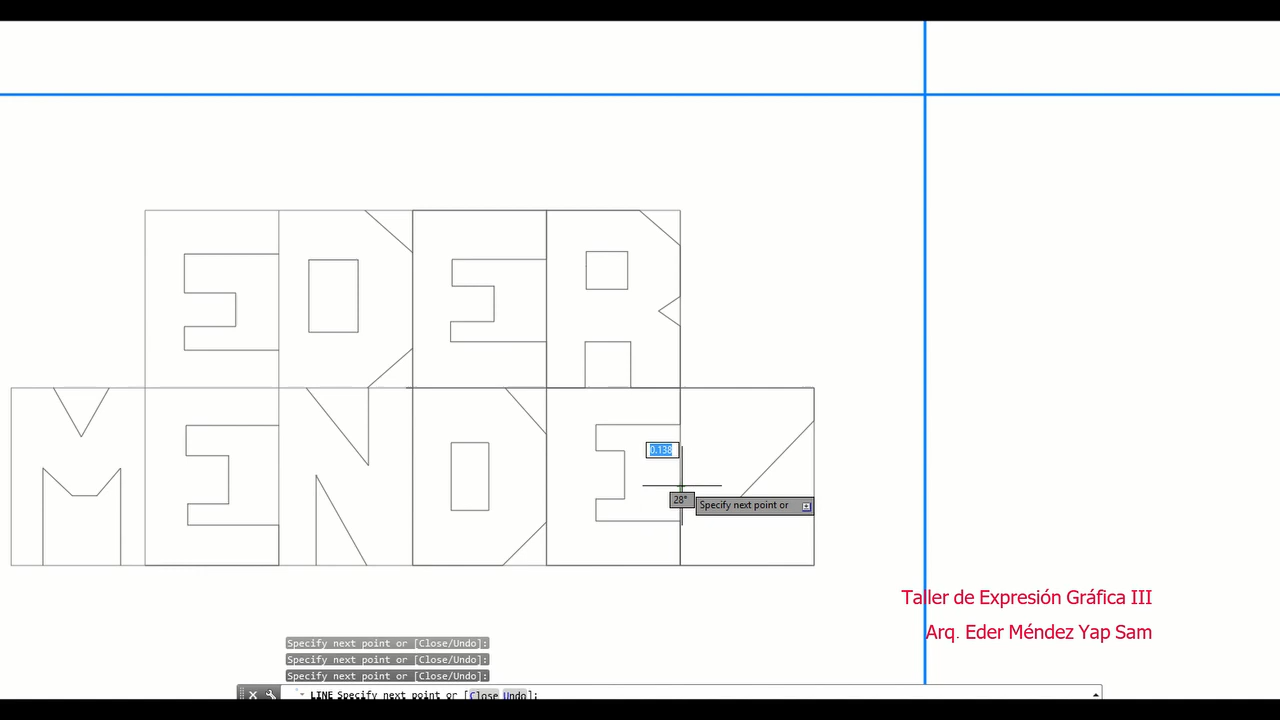 EDER
MENDEZ
0.138
28°
Specify next point or
Taller de Expresión Gráfica III
Arq. Eder Méndez Yap Sam
Specify next point or [Close/Undo]:
Specify next point or [Close/Undo]:
Specify next point or [Close/Undo]:
LINE Specify next point or [Close Undo]: